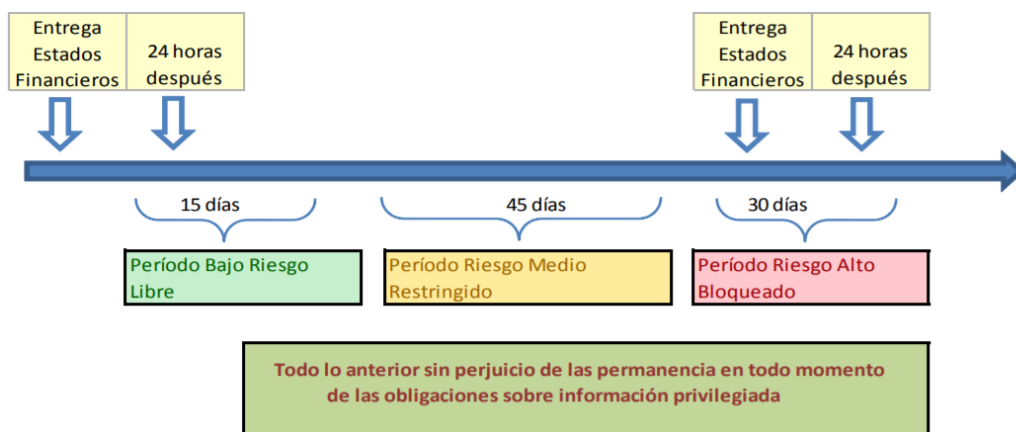 Entrega
Estados
Financieros
24 horas
después
Entrega
Estados
Financieros
24 horas
después
15 días
45 días
30 días
Período Bajo Riesgo
Libre
Período Riesgo Medio
Restringido
Período Riesgo Alto
Bloqueado
Todo lo anterior sin perjuicio de las permanencia en todo momento
de las obligaciones sobre información privilegiada